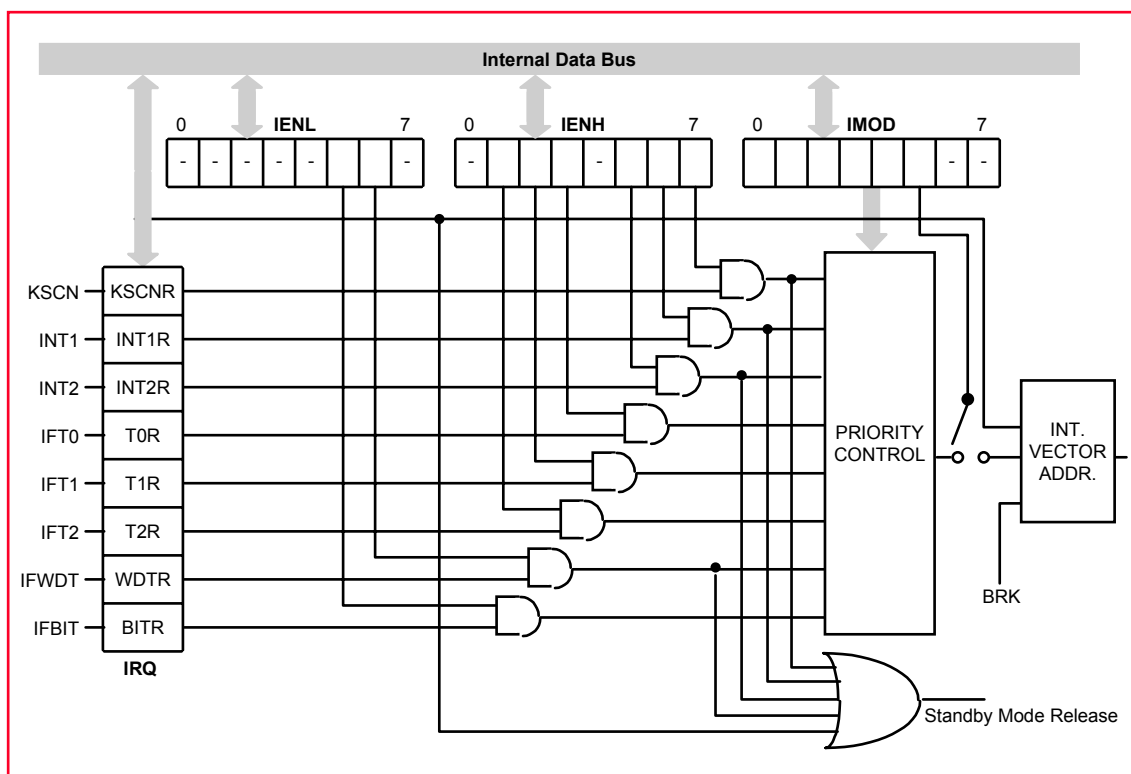 Internal Data Bus
0 IENL 7
0 IENH 7
0 IMOD 7
- - - - - -
- -
- -
KSCN KSCNR
INT1 INT1R
INT2 INT2R
IFT0 T0R
IFT1 T1R
IFT2 T2R
IFWDT WDTR
IFBIT BITR
IRQ
PRIORITY
CONTROL
INT.
VECTOR
ADDR.
BRK
Standby Mode Release